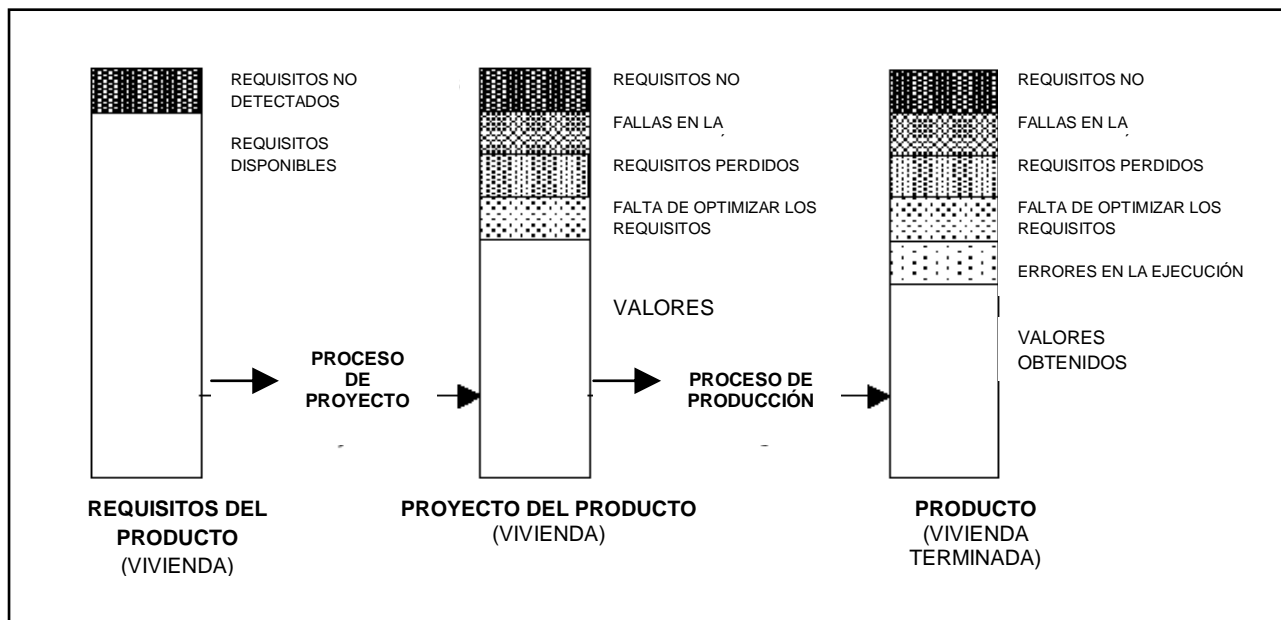 REQUISITOS NO
DETECTADOS
REQUISITOS
DISPONIBLES
REQUISITOS NO
FALLAS EN LA
REQUISITOS PERDIDOS
FALTA DE OPTIMIZAR LOS
REQUISITOS
VALORES
REQUISITOS NO
FALLAS EN LA
REQUISITOS PERDIDOS
FALTA DE OPTIMIZAR LOS
REQUISITOS
ERRORES EN LA EJECUCIÓN
VALORES
OBTENIDOS
PROCESO
DE
PROYECTO
PROCESO DE
PRODUCCIÓN
REQUISITOS DEL
PRODUCTO
(VIVIENDA)
PROYECTO DEL PRODUCTO
(VIVIENDA)
PRODUCTO
(VIVIENDA
TERMINADA)